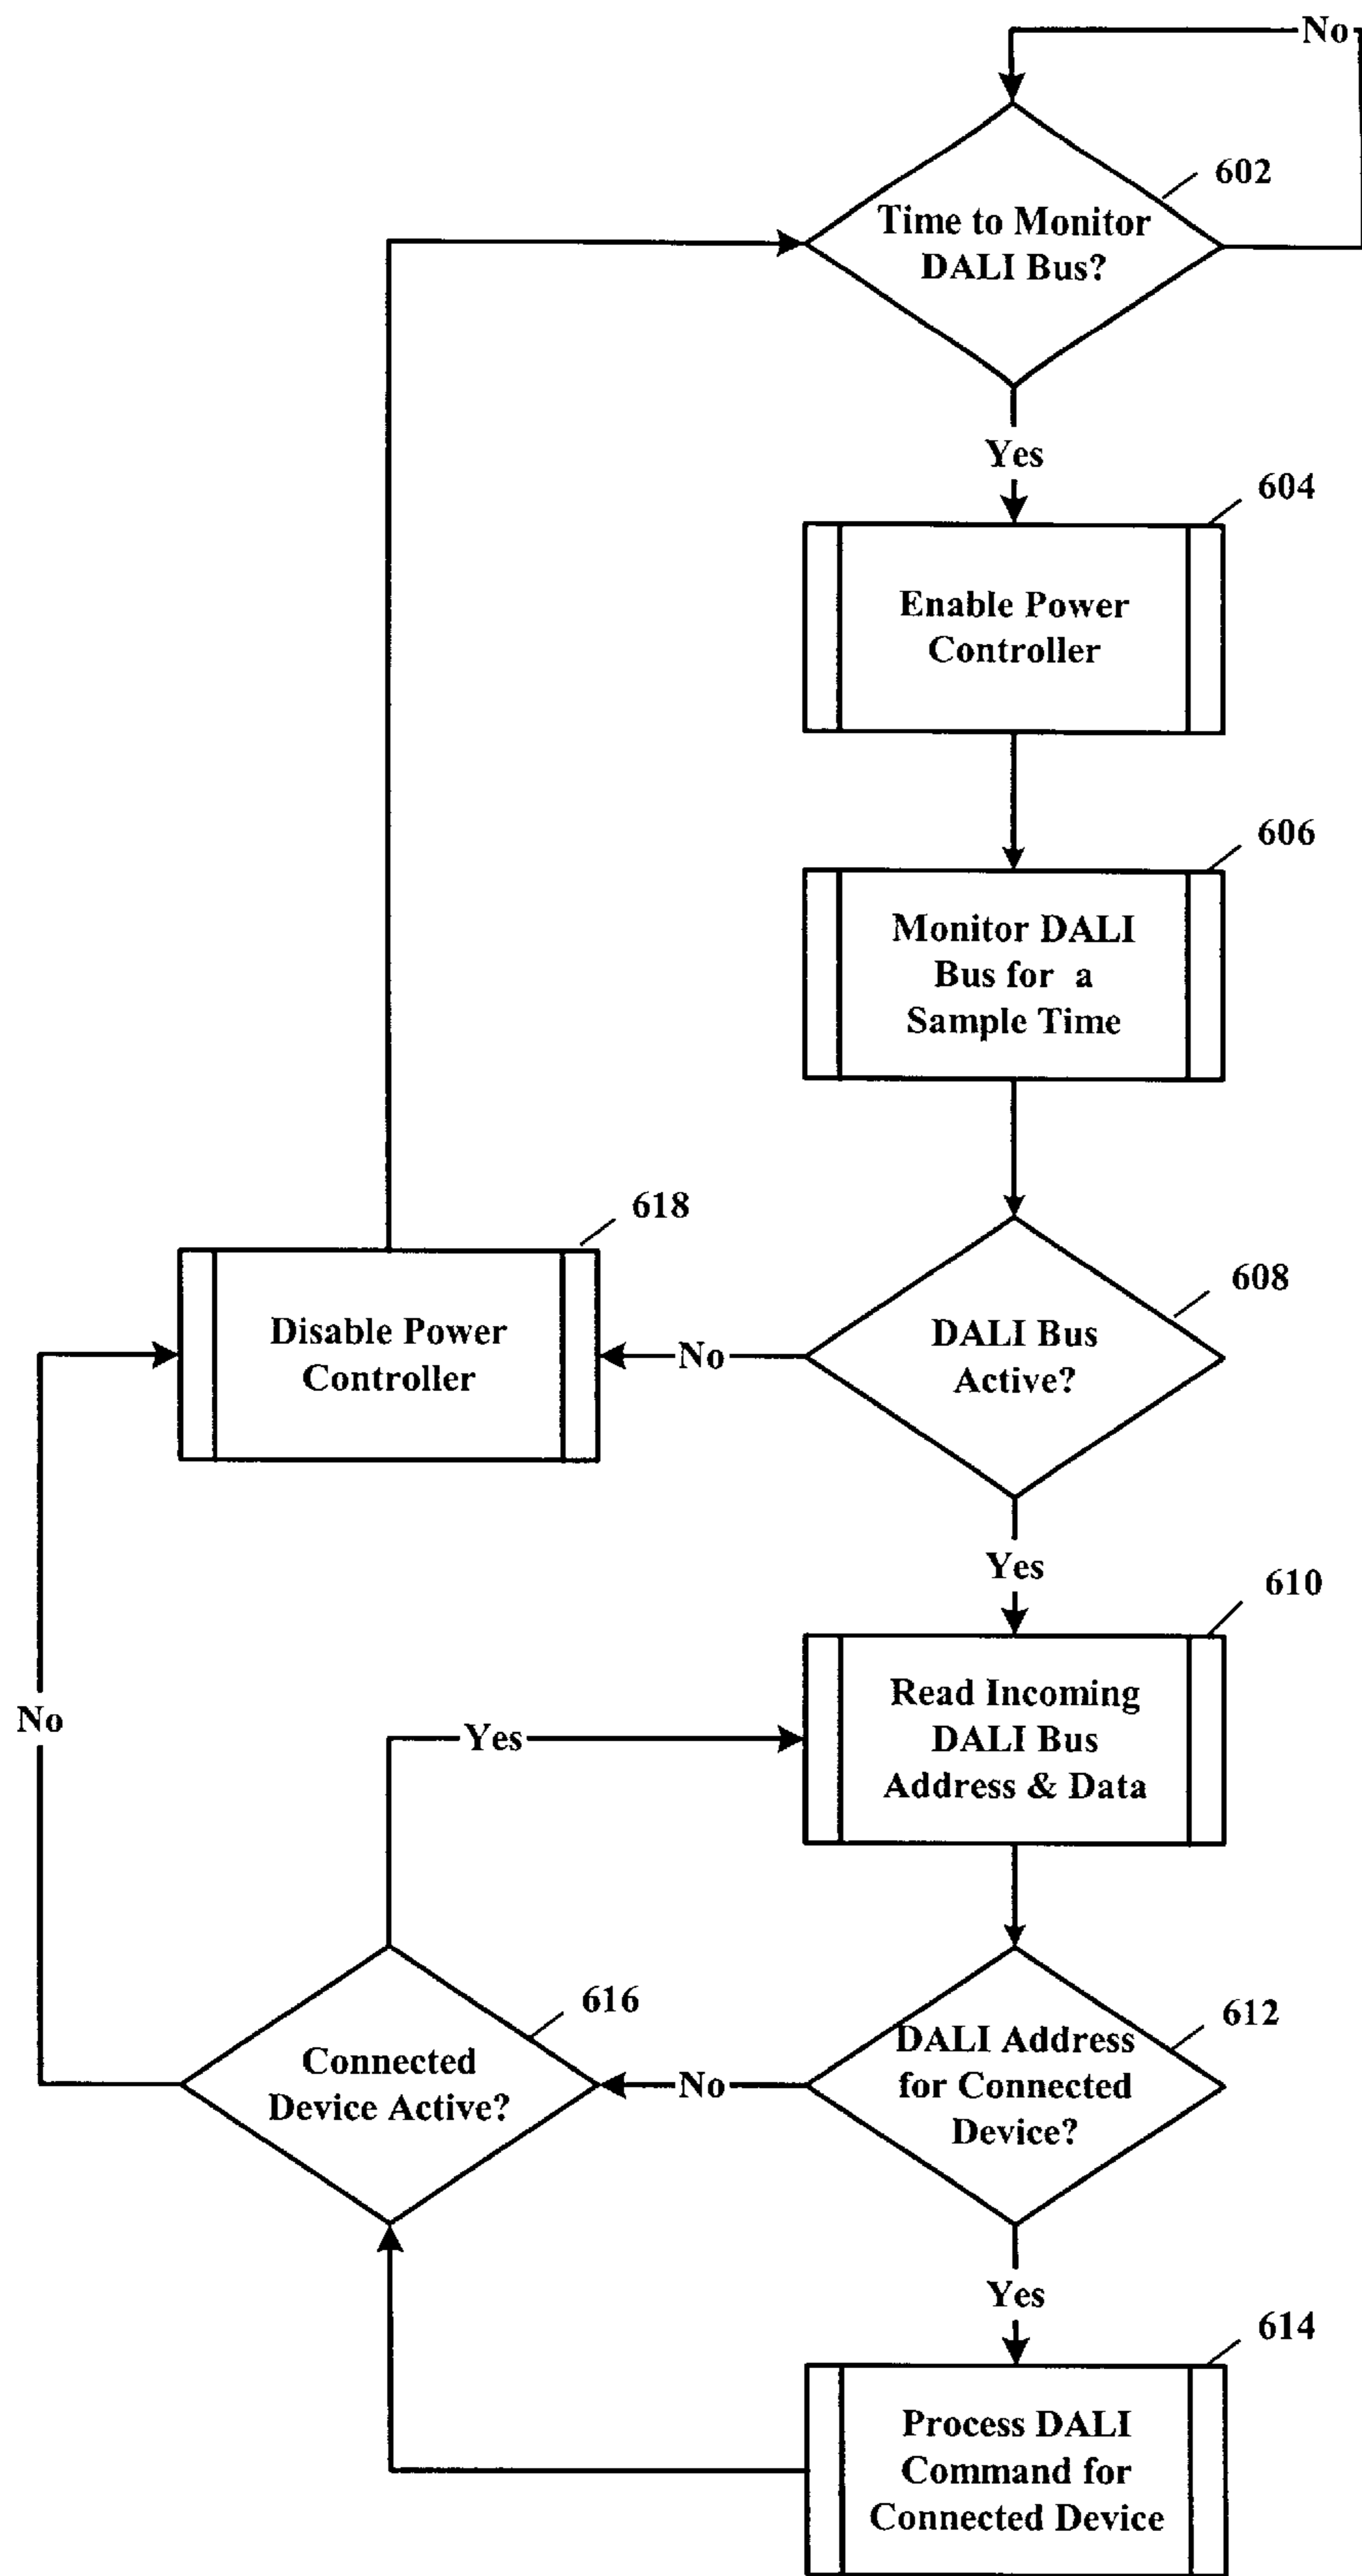 No
602
Time to Monitor
DALI Bus?
Yes
604
Enable Power
Controller
606
Monitor DALI
Bus for a
Sample Time
618
Disable Power
Controller
No
608
DALI Bus
Active?
Yes
610
Read Incoming
DALI Bus
Address & Data
No
Yes
616
Connected
Device Active?
No
612
DALI Address
for Connected
Device?
Yes
614
Process DALI
Command for
Connected Device